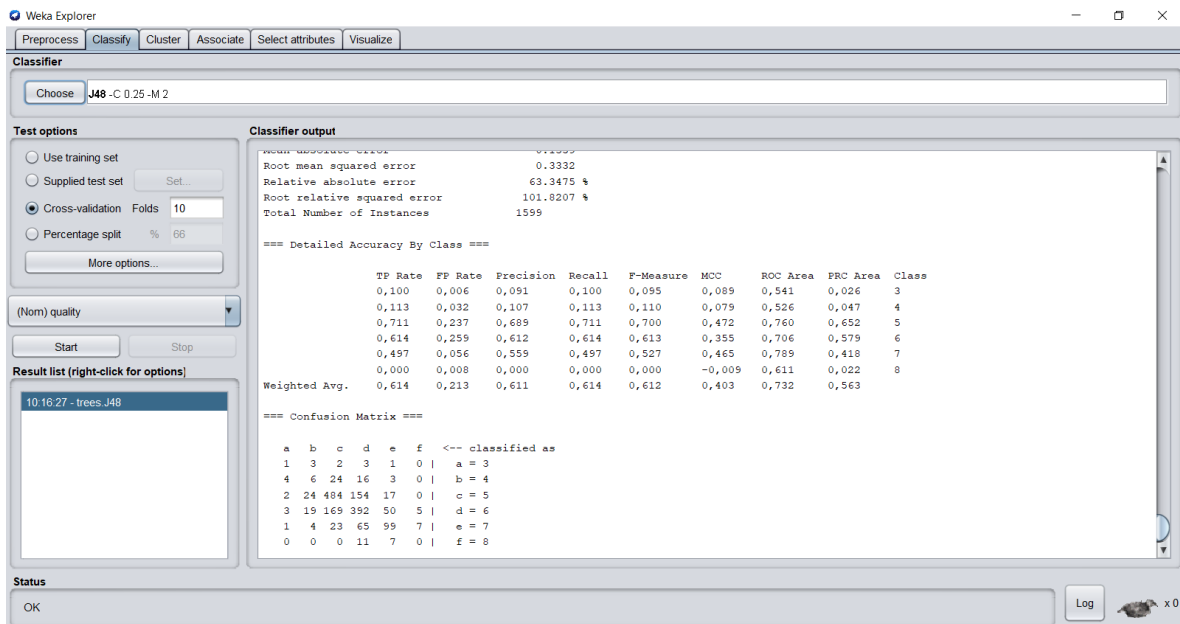 Weka Explorer
Preprocess Classify Cluster Associate Select attributes Visualize
Classifier
Choose J48 -C 0.25 -M 2
Test options
Use training set
Supplied test set Set...
Cross-validation Folds 10
Percentage split % 66
More options...
(Nom) quality
Start Stop
Result list (right-click for options)
10:16:27 - trees.J48
Classifier output
Mean absolute error 0.1359
Root mean squared error 0.3332
Relative absolute error 63.3475 %
Root relative squared error 101.8207 %
Total Number of Instances 1599
=== Detailed Accuracy By Class ===
TP Rate FP Rate Precision Recall F-Measure MCC ROC Area PRC Area Class
0,100 0,006 0,091 0,100 0,095 0,089 0,541 0,026 3
0,113 0,032 0,107 0,113 0,110 0,079 0,526 0,047 4
0,711 0,237 0,689 0,711 0,700 0,472 0,760 0,652 5
0,614 0,259 0,612 0,614 0,613 0,355 0,706 0,579 6
0,497 0,056 0,559 0,497 0,527 0,465 0,789 0,418 7
0,000 0,008 0,000 0,000 0,000 -0,009 0,611 0,022 8
Weighted Avg. 0,614 0,213 0,611 0,614 0,612 0,403 0,732 0,563
=== Confusion Matrix ===
a b c d e f <-- classified as
1 3 2 3 1 0 | a = 3
4 6 24 16 3 0 | b = 4
2 24 484 154 17 0 | c = 5
3 19 169 392 50 5 | d = 6
1 4 23 65 99 7 | e = 7
0 0 0 11 7 0 | f = 8
Status
OK
Log
x 0